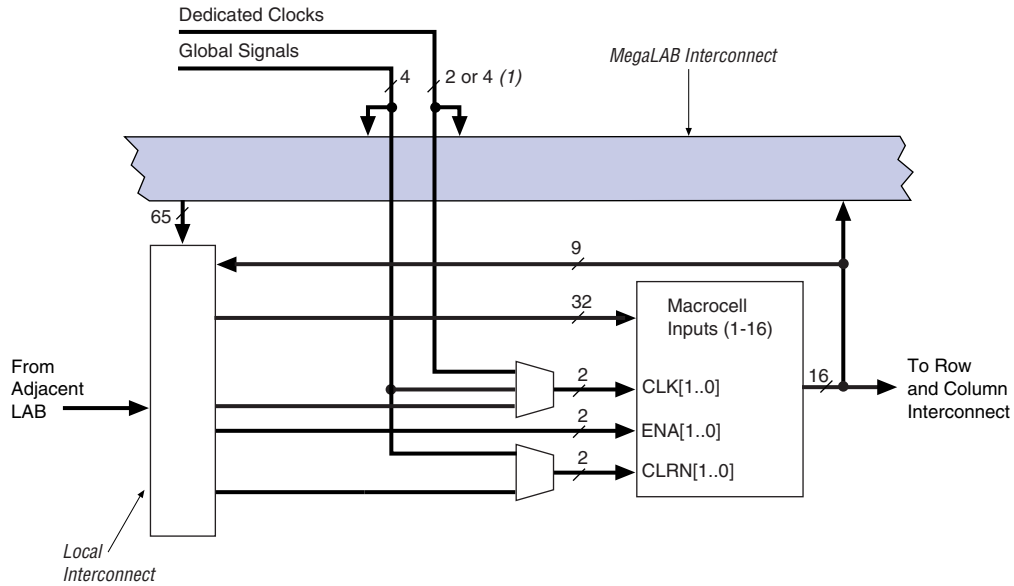 Dedicated Clocks
Global Signals
MegaLAB Interconnect
4
2 or 4 (1)
65
9
32
Macrocell
Inputs (1-16)
From
Adjacent
LAB
2
CLK[1..0]
16
To Row
and Column
Interconnect
2
ENA[1..0]
2
CLRN[1..0]
Local
Interconnect